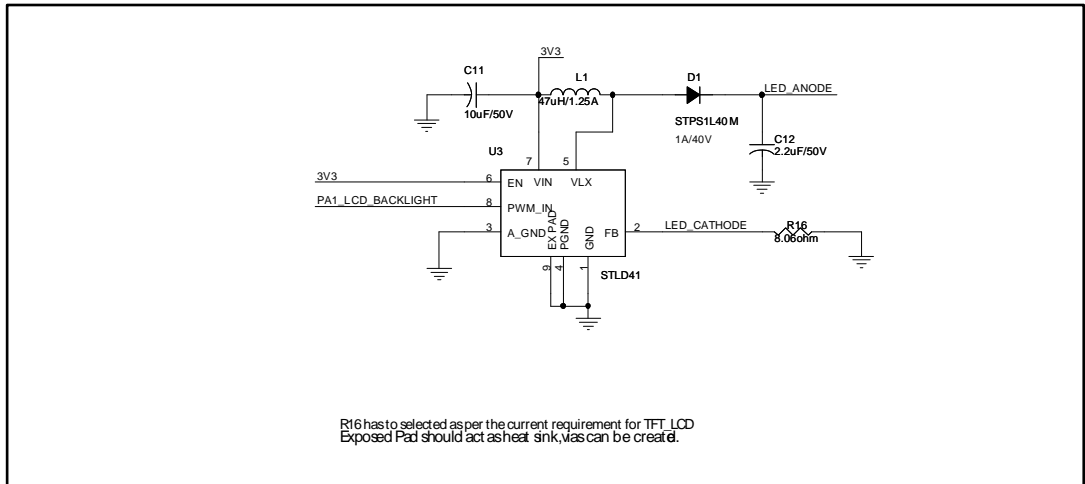 3V3
C11
L1
D1
LED_ANODE
47uH/1.25A
10uF/50V
STPS1L40M
1A/40V
C12
2.2uF/50V
U3
7
5
3V3
6
EN
VIN
VLX
PA1_LCD_BACKLIGHT
8
PWM_IN
3
A_GND
EX PAD
PGND
GND
FB
2
LED_CATHODE
R16
8.06ohm
9
4
1
STLD41
R16 has to selected as per the current requirement for TFT_LCD
Exposed Pad should act as heat sink,vias can be created.